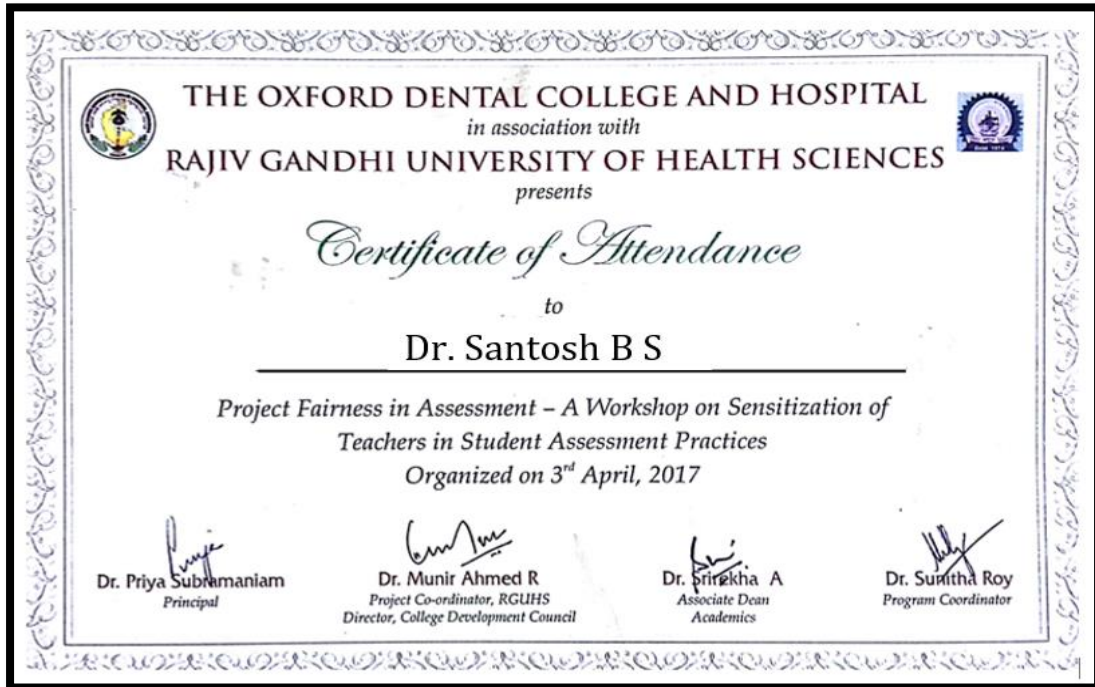 THE OXFORD DENTAL COLLEGE AND HOSPITAL
in association with
RAJIV GANDHI UNIVERSITY OF HEALTH SCIENCES
presents
Certificate of Attendance
to
Dr. Santosh B S
Project Fairness in Assessment – A Workshop on Sensitization of
Teachers in Student Assessment Practices
Organized on 3rd April, 2017
Dr. Priya Subramaniam
Principal
Dr. Munir Ahmed R
Project Co-ordinator, RGUHS
Director, College Development Council
Dr. Srirekha A
Associate Dean
Academics
Dr. Sunitha Roy
Program Coordinator